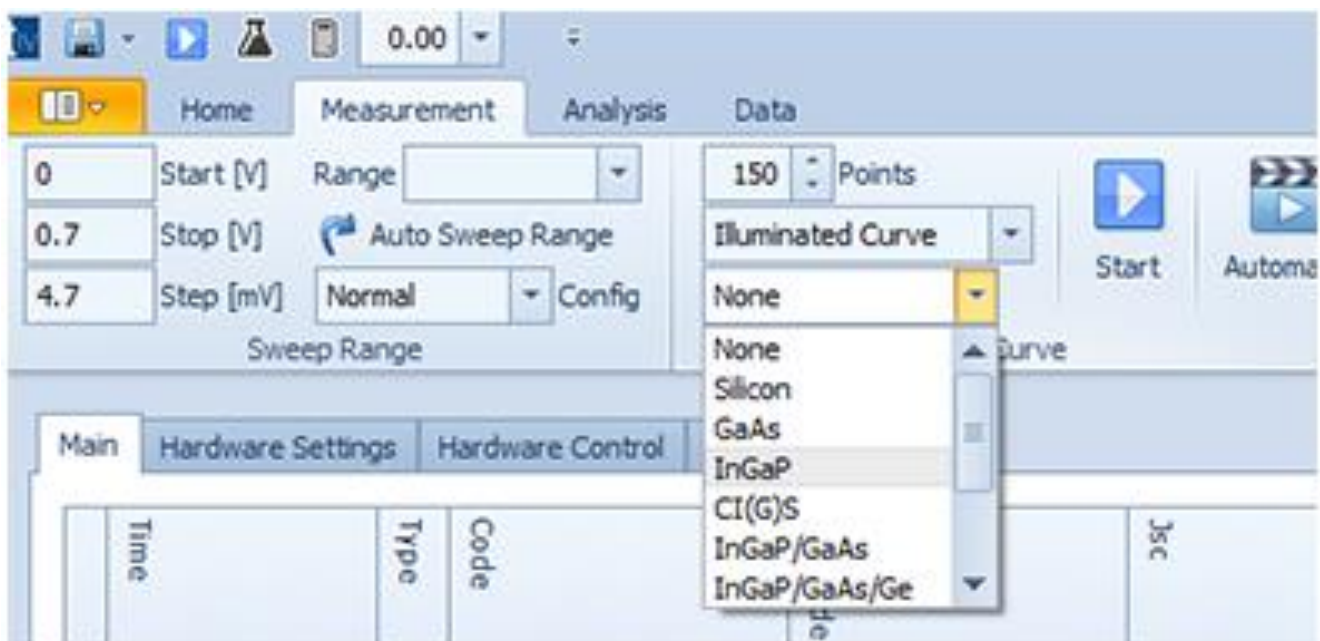 0.00
Home Measurement Analysis Data
0 Start [V] Range 150 Points
0.7 Stop [V] Auto Sweep Range Illuminated Curve Start
4.7 Step [mV] Normal Config None
Sweep Range Curve
None
Silicon
GaAs
InGaP
CI(G)S
InGaP/GaAs
InGaP/GaAs/Ge
Main Hardware Settings Hardware Control
Time Type Code Jsc